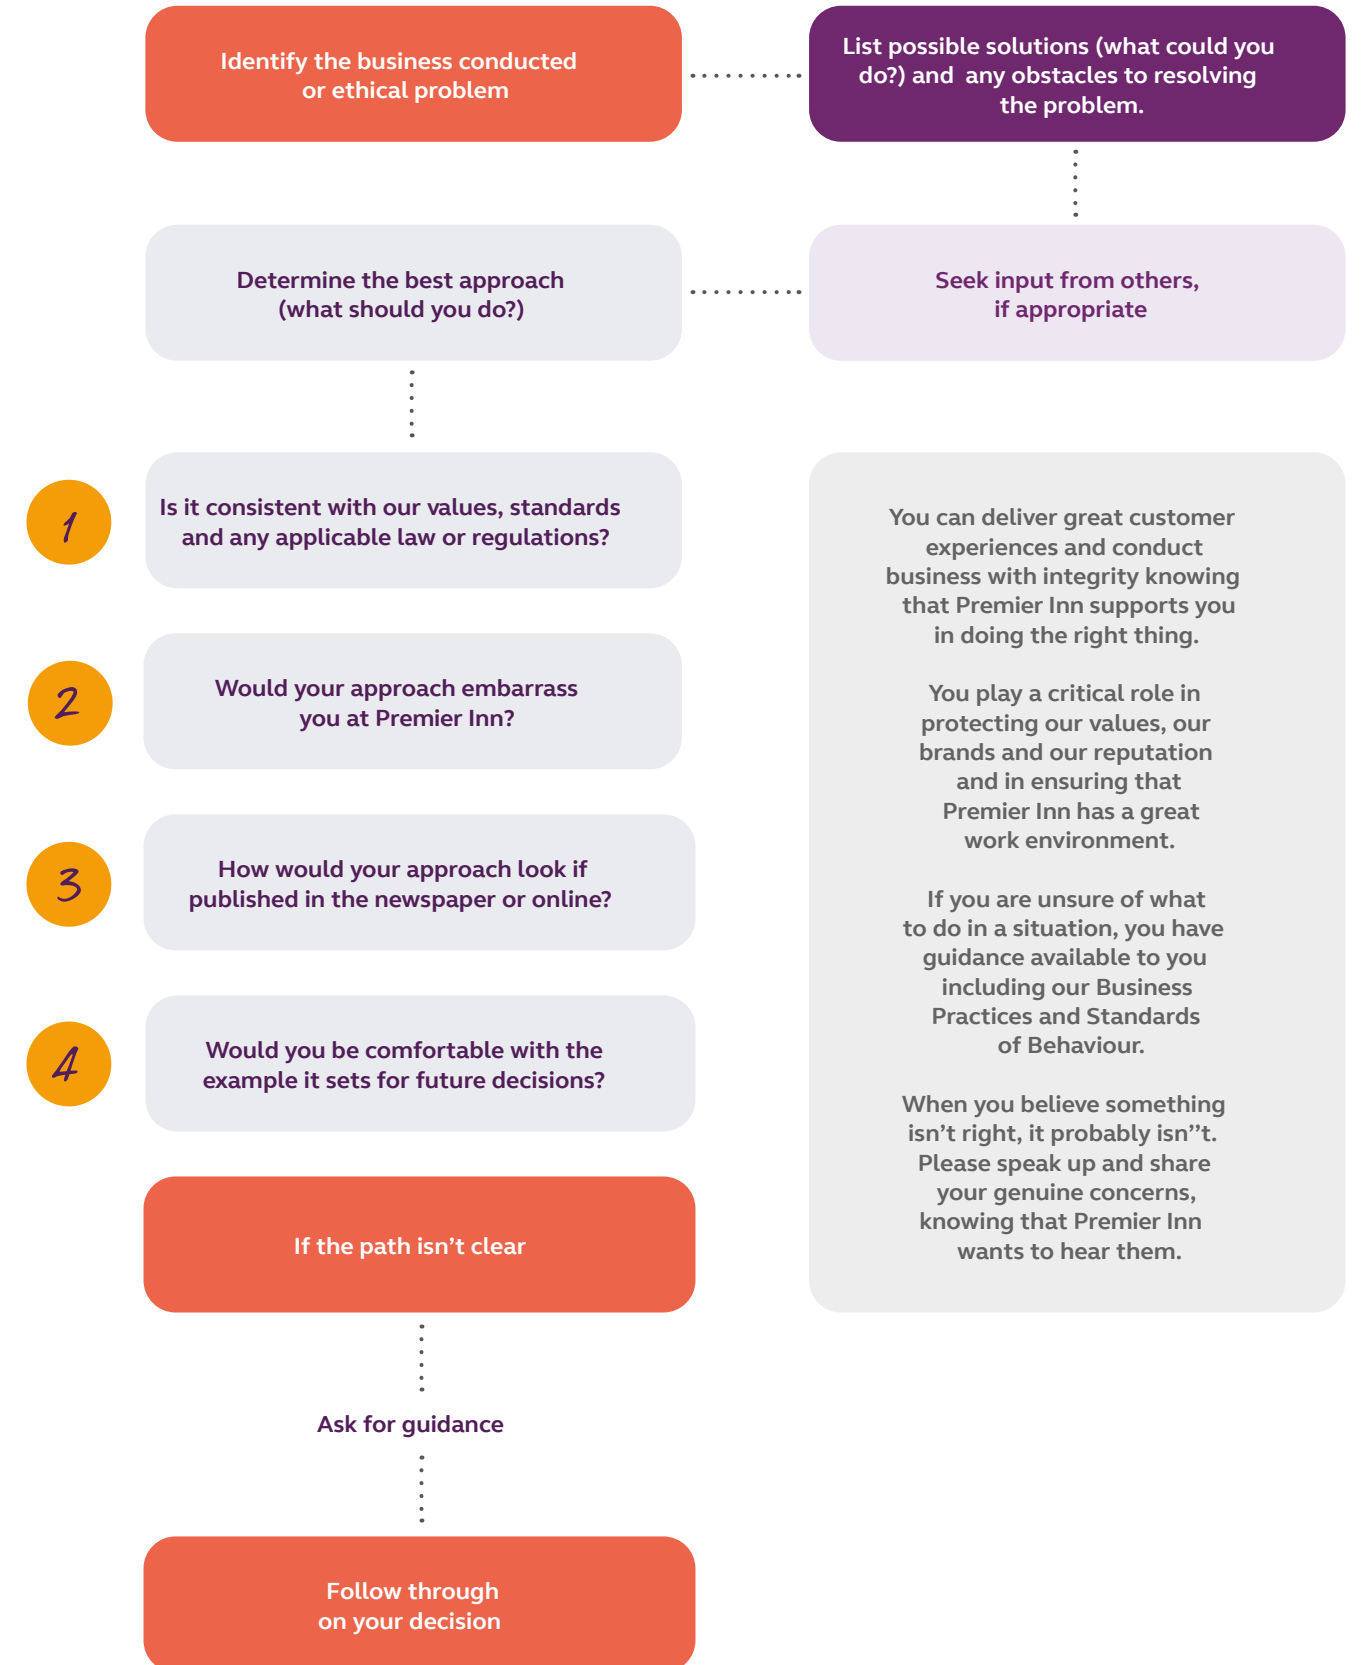 Identify the business conducted
or ethical problem
List possible solutions (what could you
do?) and any obstacles to resolving
the problem.
Seek input from others,
if appropriate
Determine the best approach
(what should you do?)
1
Is it consistent with our values, standards
and any applicable law or regulations?
2
Would your approach embarrass
you at Premier Inn?
3
How would your approach look if
published in the newspaper or online?
4
Would you be comfortable with the
example it sets for future decisions?
If the path isn’t clear
Ask for guidance
Follow through
on your decision
You can deliver great customer
experiences and conduct
business with integrity knowing
that Premier Inn supports you
in doing the right thing.
You play a critical role in
protecting our values, our
brands and our reputation
and in ensuring that
Premier Inn has a great
work environment.
If you are unsure of what
to do in a situation, you have
guidance available to you
including our Business
Practices and Standards
of Behaviour.
When you believe something
isn’t right, it probably isn’’t.
Please speak up and share
your genuine concerns,
knowing that Premier Inn
wants to hear them.